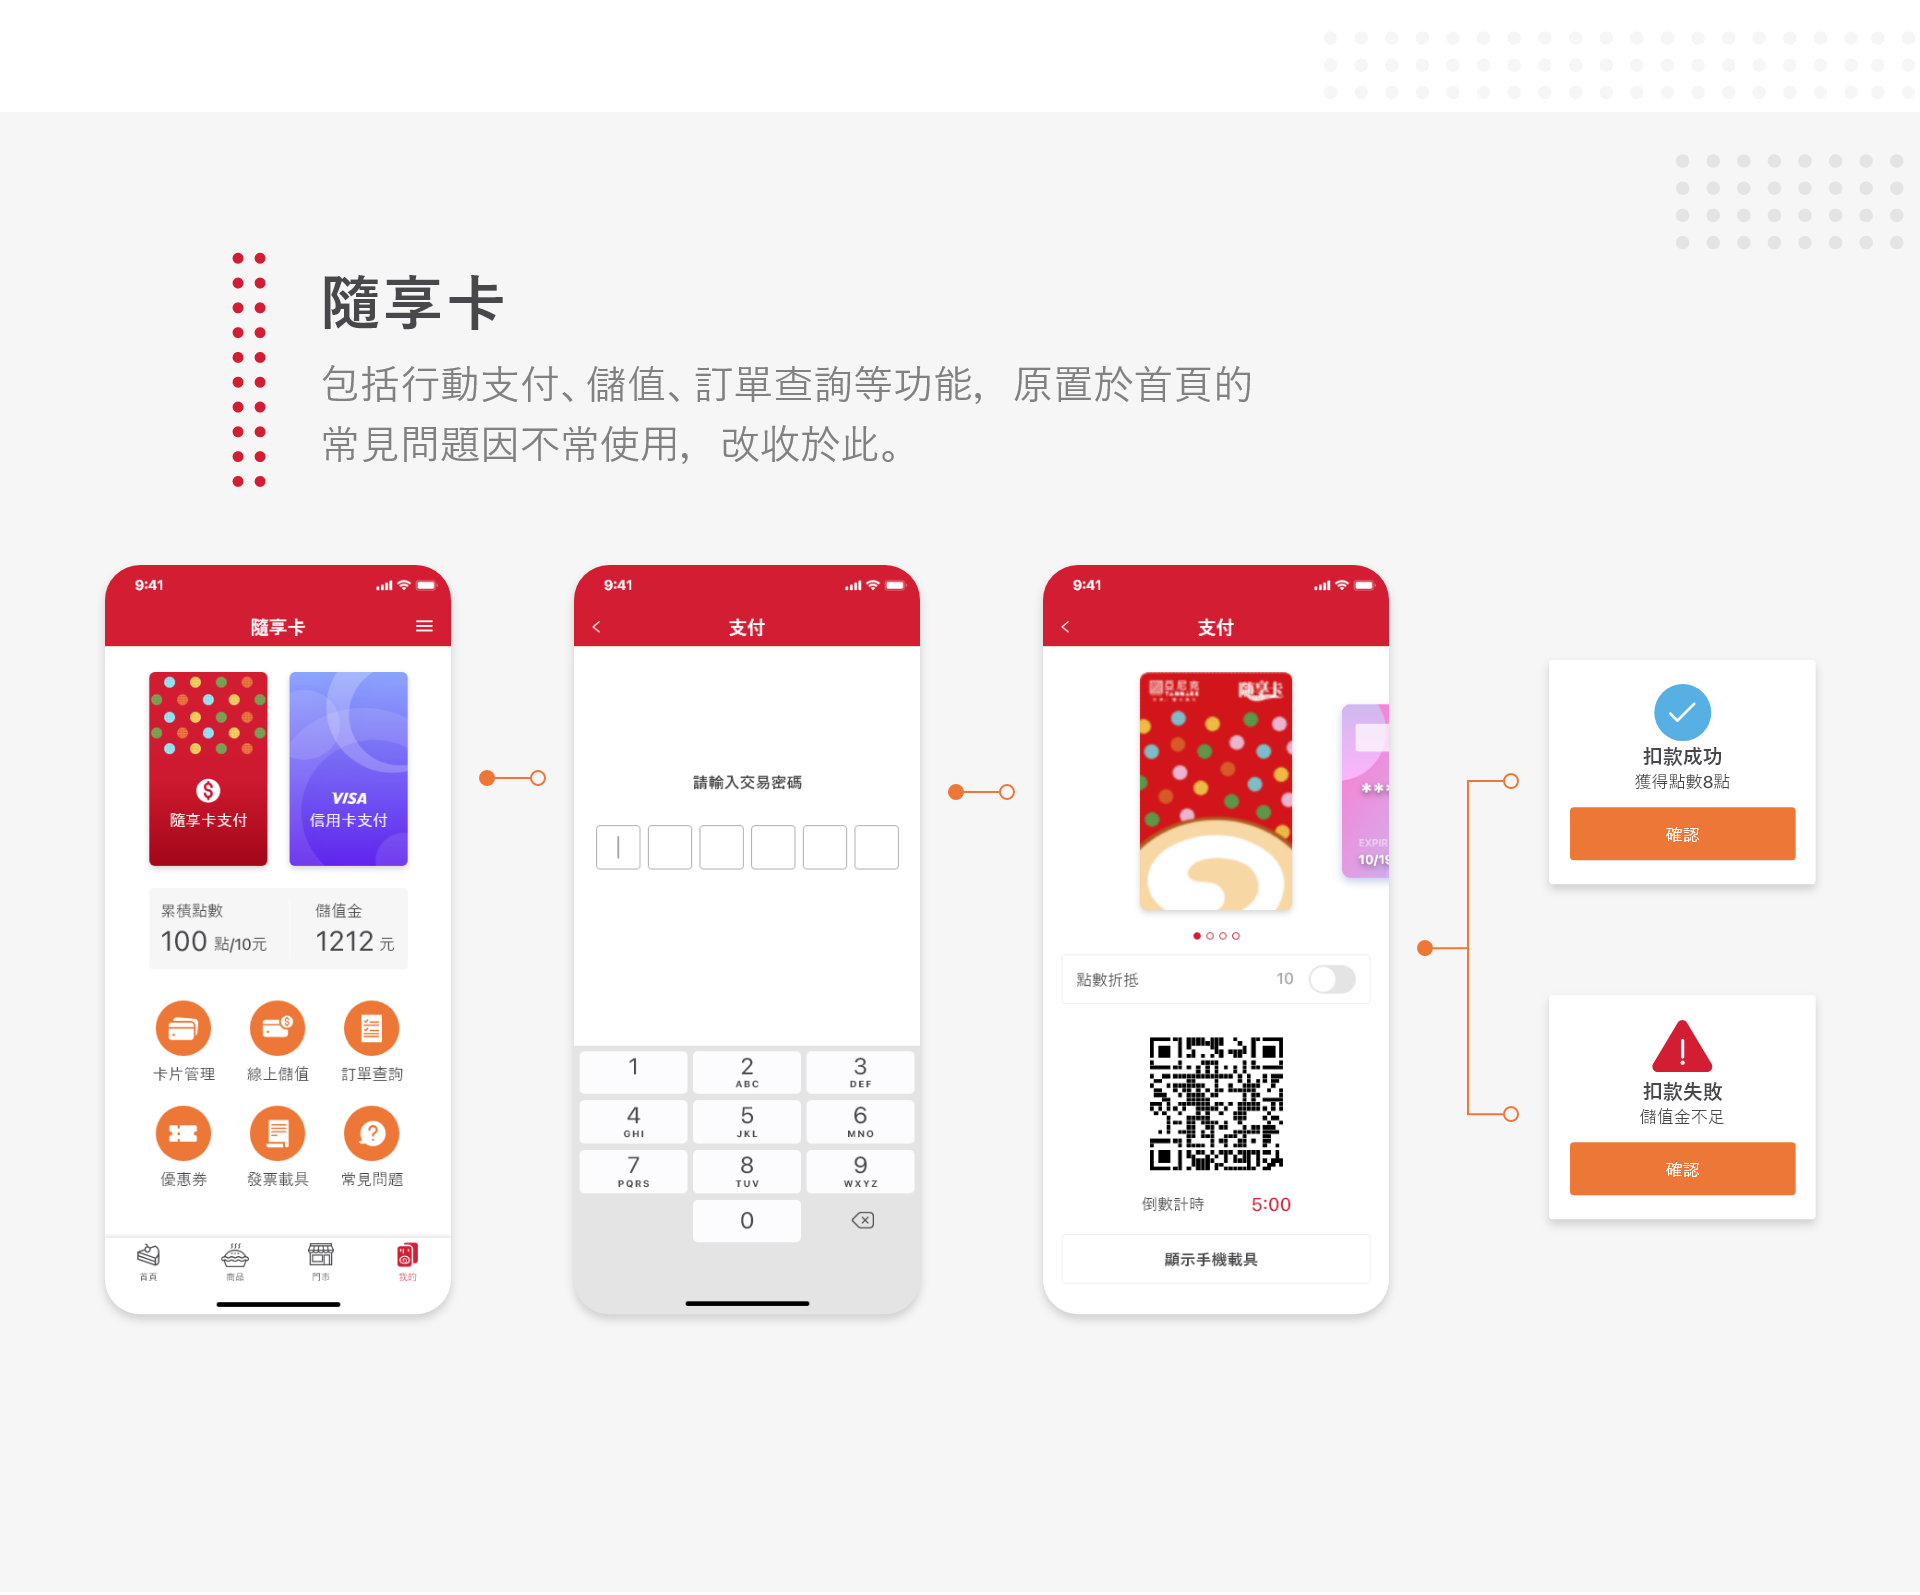 隨享卡
包括行動支付、儲值、訂單查詢等功能，原置於首頁的
常見問題因不常使用，改收於此。
9:41
隨享卡
隨享卡支付
VISA
信用卡支付
累積點數
100 點/10元
儲值金
1212 元
卡片管理
線上儲值
訂單查詢
優惠券
發票載具
常見問題
首頁
商品
門市
我的
9:41
支付
請輸入交易密碼
1
2
ABC
3
DEF
4
GHI
5
JKL
6
MNO
7
PQRS
8
TUV
9
WXYZ
0
9:41
支付
亞尼克
隨享卡
***
EXPIR
10/19
點數折抵
10
倒數計時
5:00
顯示手機載具
扣款成功
獲得點數8點
確認
扣款失敗
儲值金不足
確認